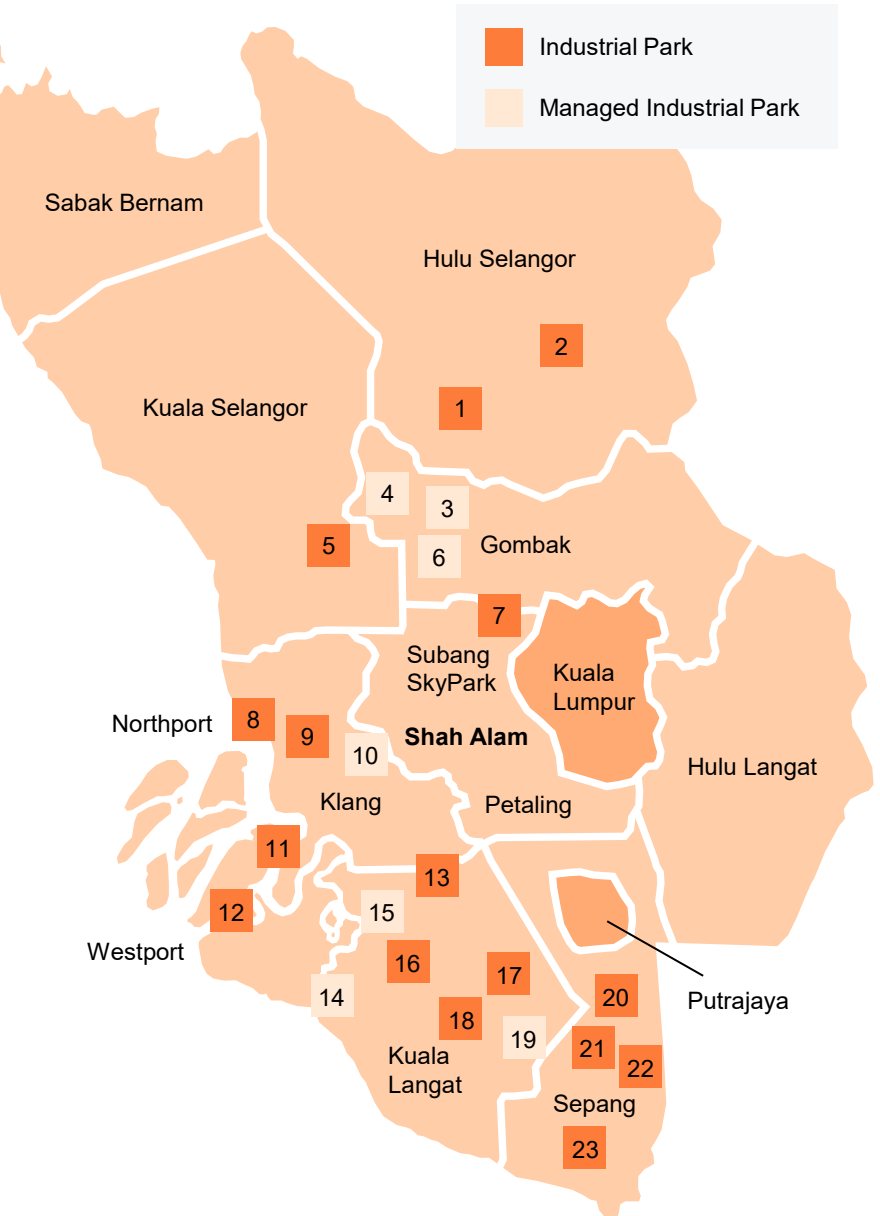 Industrial Park
Managed Industrial Park
Sabak Bernam
Hulu Selangor
2
Kuala Selangor
1
4
3
5
6
Gombak
7
Subang
SkyPark
Kuala
Lumpur
Northport
8
9
10
Shah Alam
Hulu Langat
Klang
Petaling
11
13
12
15
Westport
16
17
14
20
Putrajaya
18
19
21
22
Kuala
Langat
Sepang
23